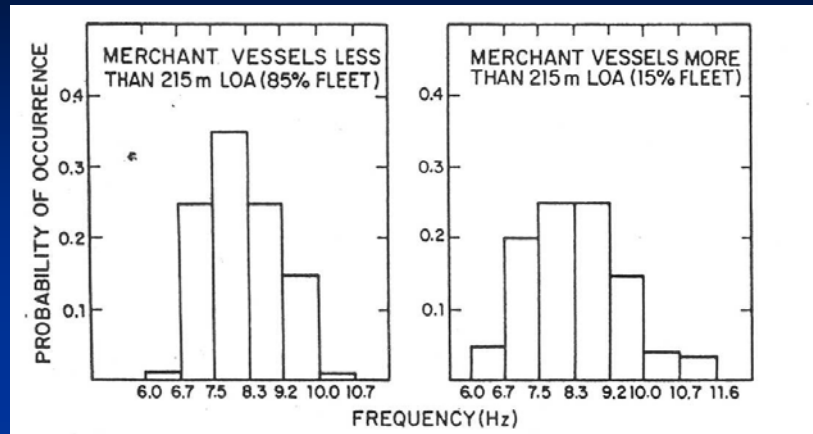 MERCHANT VESSELS LESS
THAN 215 m LOA (85% FLEET)
MERCHANT VESSELS MORE
THAN 215 m LOA (15% FLEET)
PROBABILITY OF OCCURRENCE
0.4
0.3
0.2
0.1
0.4
0.3
0.2
0.1
6.0 6.7 7.5 8.3 9.2 10.0 10.7
6.0 6.7 7.5 8.3 9.2 10.0 10.7 11.6
FREQUENCY (Hz)